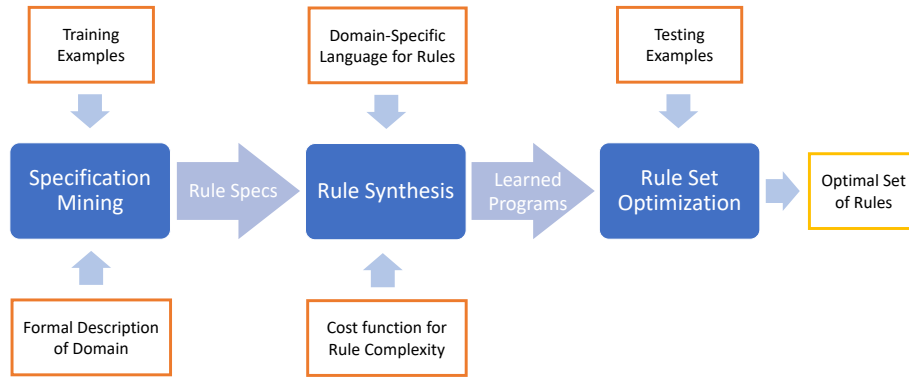 Training
Examples
Domain-Specific
Language for Rules
Testing
Examples
Specification
Mining
Rule Specs
Rule Synthesis
Learned
Programs
Rule Set
Optimization
Optimal Set
of Rules
Formal Description
of Domain
Cost function for
Rule Complexity